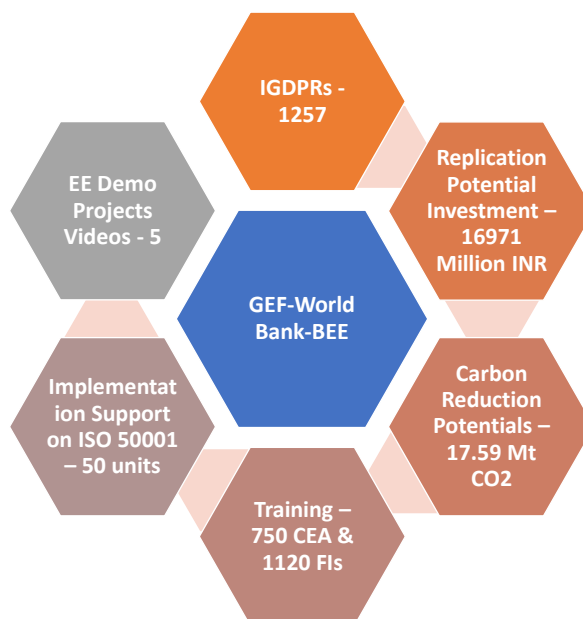 IGDPRs -
1257
Replication
Potential
Investment –
16971
Million INR
Carbon
Reduction
Potentials –
17.59 Mt
CO2
Training –
750 CEA &
1120 FIs
Implementat
ion Support
on ISO 50001
– 50 units
EE Demo
Projects
Videos - 5
GEF-World
Bank-BEE